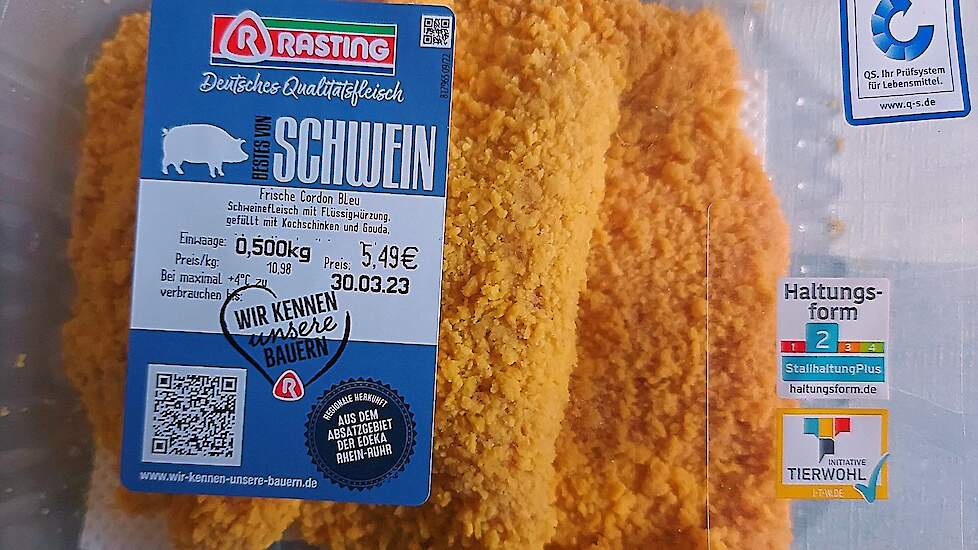 RASTING
Deutsches Qualitätsfleisch
837965 09/22
BESTES VON
SCHWEIN
Frische Cordon BLeu
Schweinefleisch mit Flüssigwürzung,
gefüllt mit Kochschinken und Gouda.
Einwaage: 0,500kg 5,49€
Preis/kg: 10,98 Preis:
Bei maximal +4°C zu 30.03.23
verbrauchen bis:
WIR KENNEN
unsere
BAUERN
R
REGIONALE HERKUNFT
AUS DEM
ABSATZGEBIET
DER EDEKA
RHEIN-RUHR
www.wir-kennen-unsere-bauern.de
QS. Ihr Prüfsystem
für Lebensmittel.
www.q-s.de
Haltungs-
form
1 2 3 4
StallhaltungPlus
haltungsform.de
INITIATIVE
TIERWOHL
I-T-W.DE